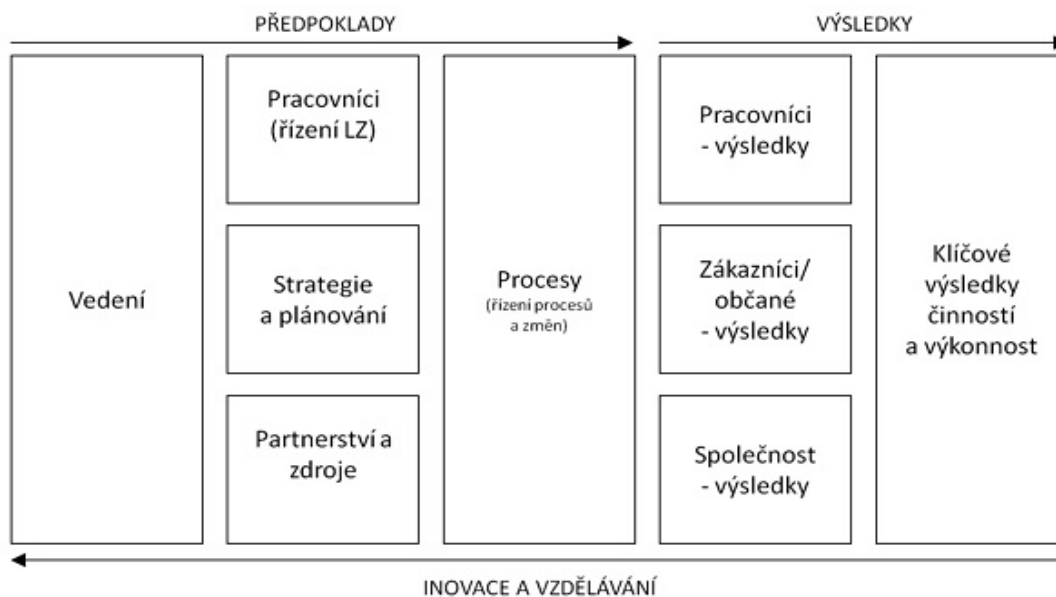 PŘEDPOKLADY
VÝSLEDKY
Vedení
Pracovníci
(řízení LZ)
Strategie
a plánování
Partnerství a
zdroje
Procesy
(řízení procesů
a změn)
Pracovníci
- výsledky
Zákazníci/
občané
- výsledky
Společnost
- výsledky
Klíčové
výsledky
činností
a výkonnost
INOVACE A VZDĚLÁVÁNÍ